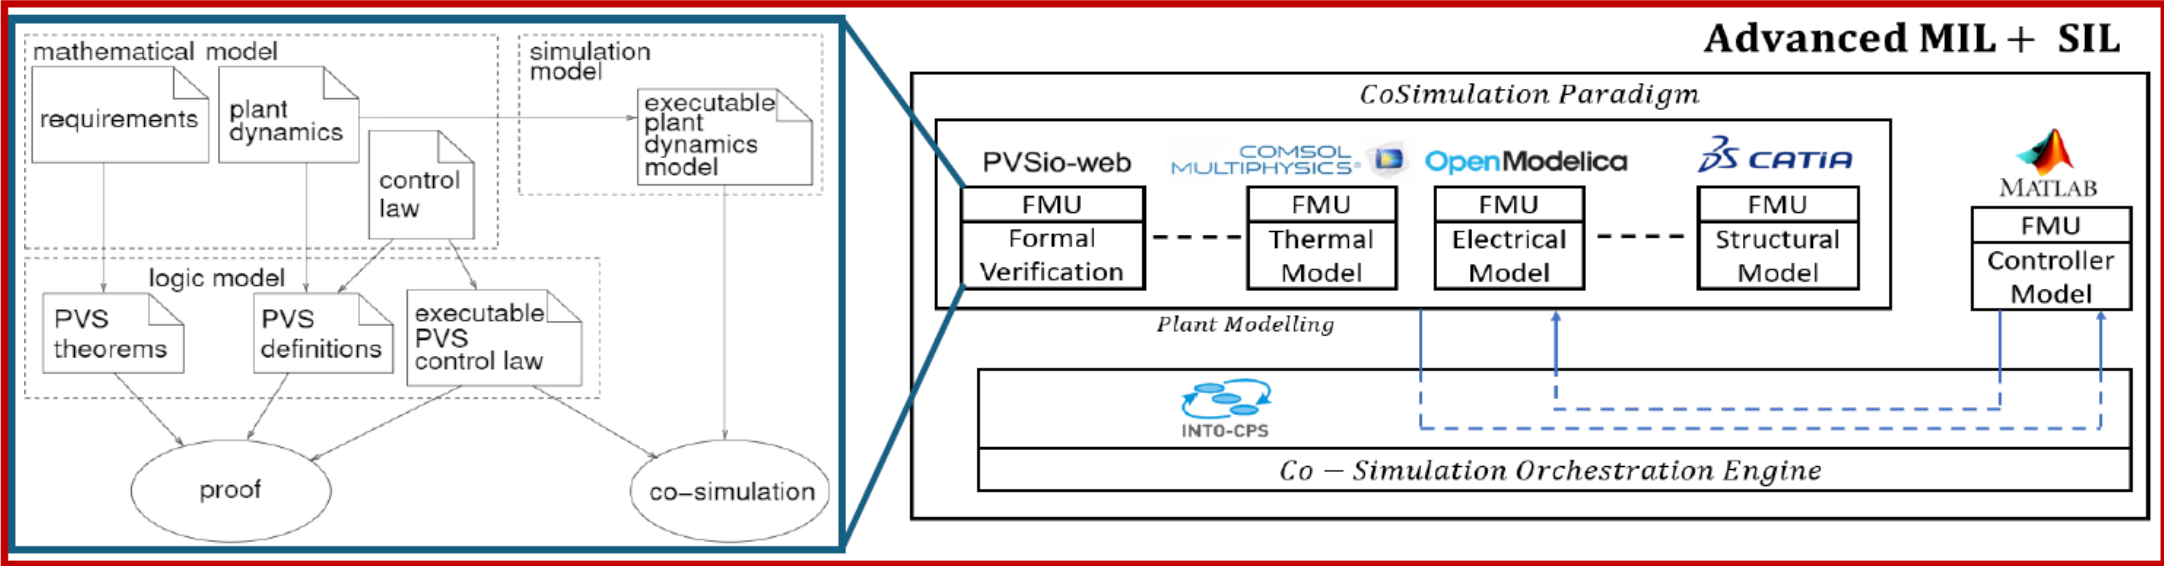 mathematical model
requirements
plant
dynamics
control
law
simulation
model
executable
plant
dynamics
model
logic model
PVS
theorems
PVS
definitions
executable
PVS
control law
proof
co-simulation
Advanced MIL + SIL
CoSimulation Paradigm
PVSio-web
FMU
Formal
Verification
COMSOL
MULTIPHYSICS®
FMU
Thermal
Model
OpenModelica
FMU
Electrical
Model
CATIA
FMU
Structural
Model
MATLAB
FMU
Controller
Model
Plant Modelling
INTO-CPS
Co - Simulation Orchestration Engine